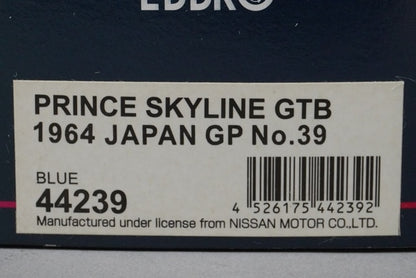 EBBRO
PRINCE SKYLINE GTB
1964 JAPAN GP No.39
BLUE
44239
4 526175 442392
Manufactured under license from NISSAN MOTOR CO.,LTD.